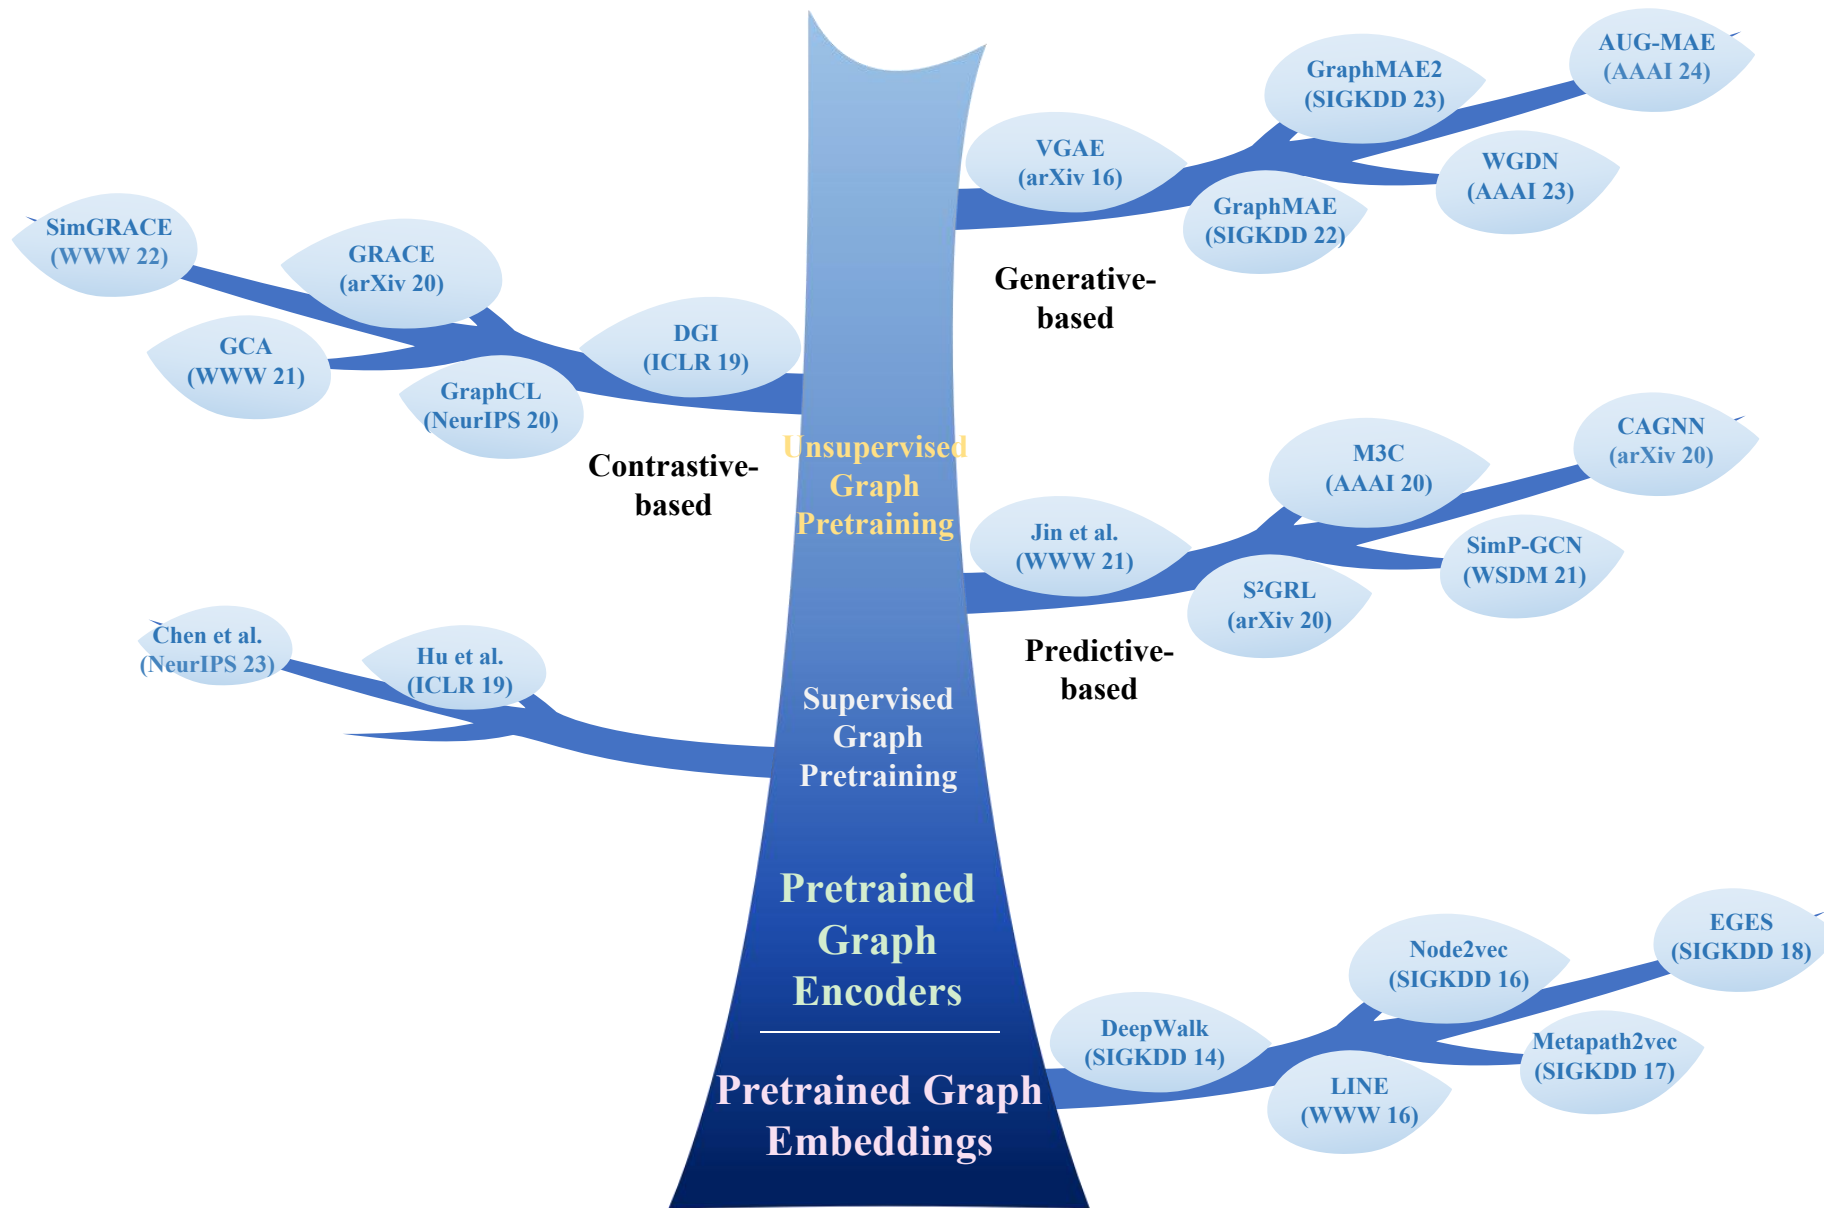 AUG-MAE
(AAAI 24)
GraphMAE2
(SIGKDD 23)
VGAE
(arXiv 16)
WGDN
(AAAI 23)
GraphMAE
(SIGKDD 22)
Generative-
based
SimGRACE
(WWW 22)
GRACE
(arXiv 20)
DGI
(ICLR 19)
GCA
(WWW 21)
GraphCL
(NeurIPS 20)
Contrastive-
based
Unsupervised
Graph
Pretraining
CAGNN
(arXiv 20)
M3C
(AAAI 20)
Jin et al.
(WWW 21)
SimP-GCN
(WSDM 21)
S²GRL
(arXiv 20)
Predictive-
based
Chen et al.
(NeurIPS 23)
Hu et al.
(ICLR 19)
Supervised
Graph
Pretraining
Pretrained
Graph
Encoders
EGES
(SIGKDD 18)
Node2vec
(SIGKDD 16)
DeepWalk
(SIGKDD 14)
Metapath2vec
(SIGKDD 17)
LINE
(WWW 16)
Pretrained Graph
Embeddings